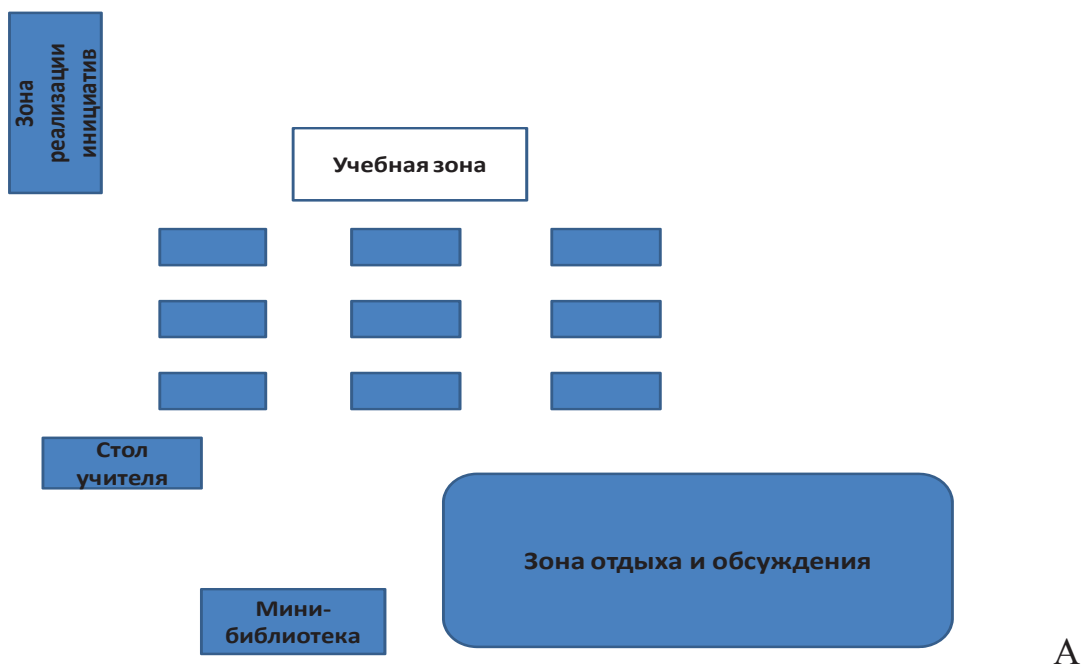 Зона
реализации
инициатив
Учебная зона
Стол
учителя
Зона отдыха и обсуждения
Мини-
библиотека
А